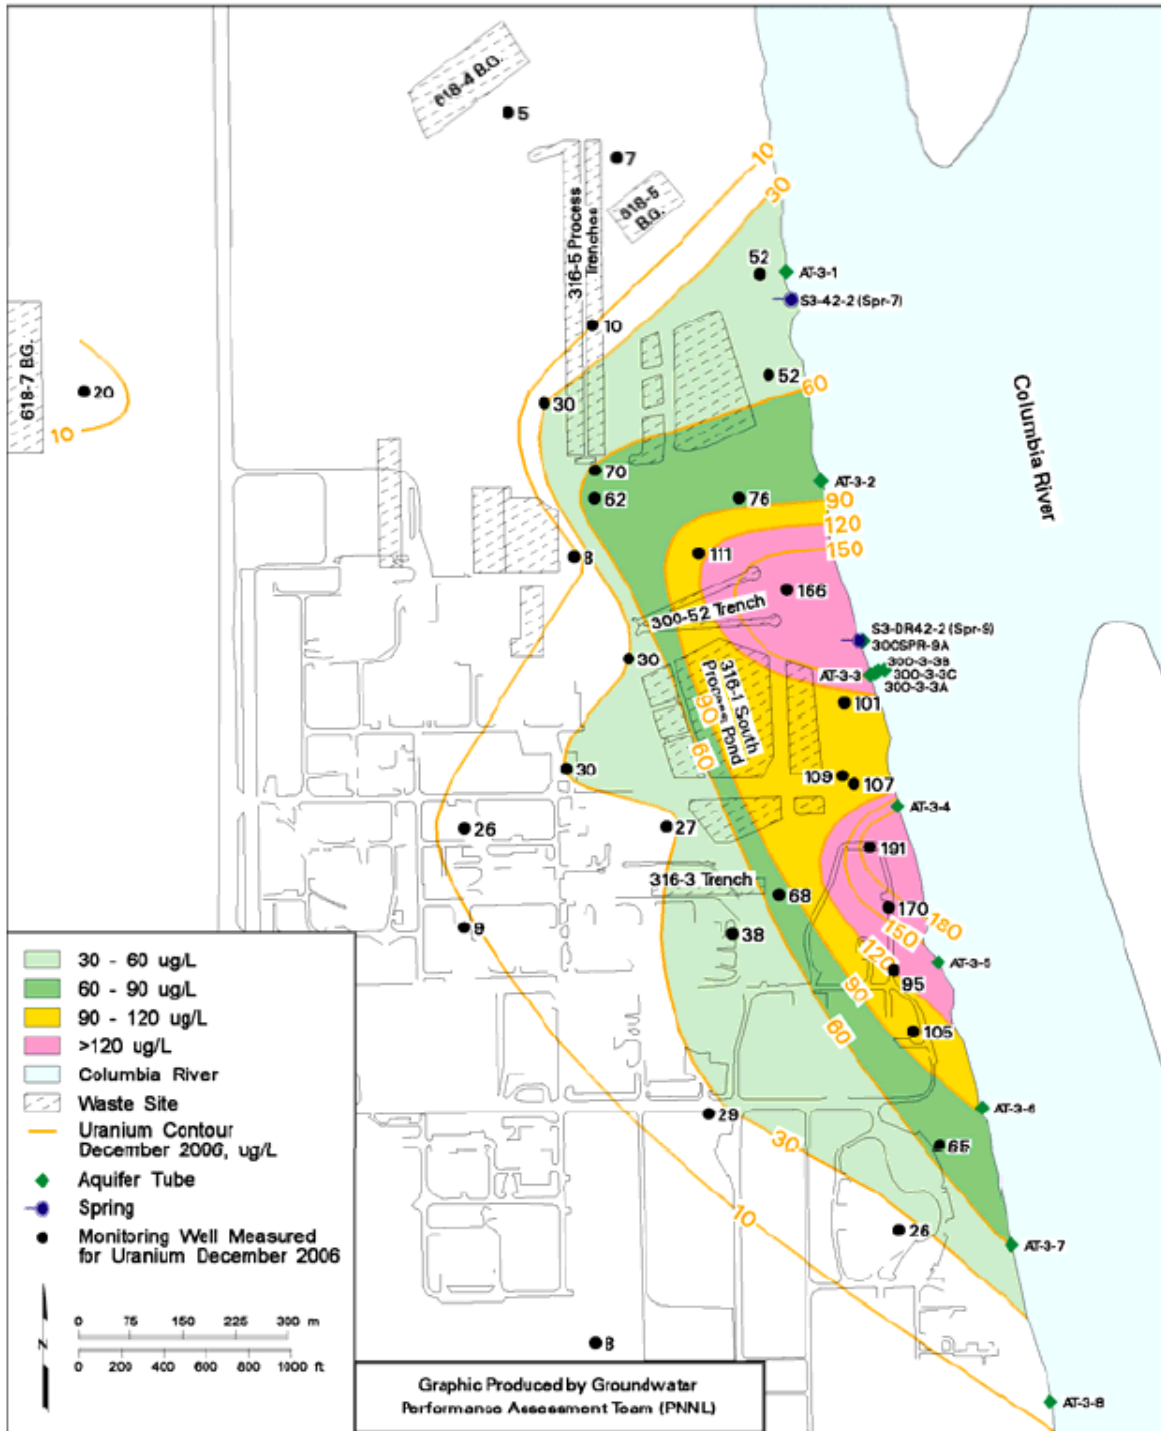 618-4 B.G.
5
7
10
30
618-5
B.G.
316-5 Process
Trenches
52
AT-3-1
S3-42-2 (Spr-7)
10
618-7 BG.
20
10
30
52
60
Columbia River
70
62
76
AT-3-2
90
120
150
8
111
166
300-52 Trench
S3-DR42-2 (Spr-9)
300SPR-9A
300-3-3B
AT-3-3
300-3-3C
300-3-3A
30
316-1 South
Process Pond
90
60
101
30
109
107
AT-3-4
26
27
191
316-3 Trench
68
170
180
150
120
9
38
AT-3-5
95
90
60
105
30 - 60 ug/L
60 - 90 ug/L
90 - 120 ug/L
>120 ug/L
Columbia River
Waste Site
Uranium Contour
December 2006, ug/L
Aquifer Tube
Spring
Monitoring Well Measured
for Uranium December 2006
AT-3-6
29
30
65
10
26
AT-3-7
0 75 150 225 300 m
N
0 200 400 600 800 1000 ft
8
AT-3-8
Graphic Produced by Groundwater
Performance Assessment Team (PNNL)